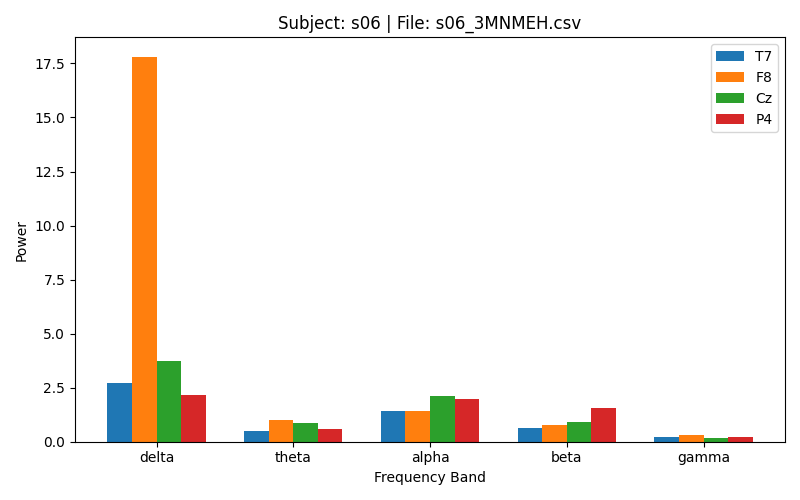 Subject: s06 | File: s06_3MNMEH.csv
T7
F8
Cz
P4
Power
17.5
15.0
12.5
10.0
7.5
5.0
2.5
0.0
delta theta alpha beta gamma
Frequency Band